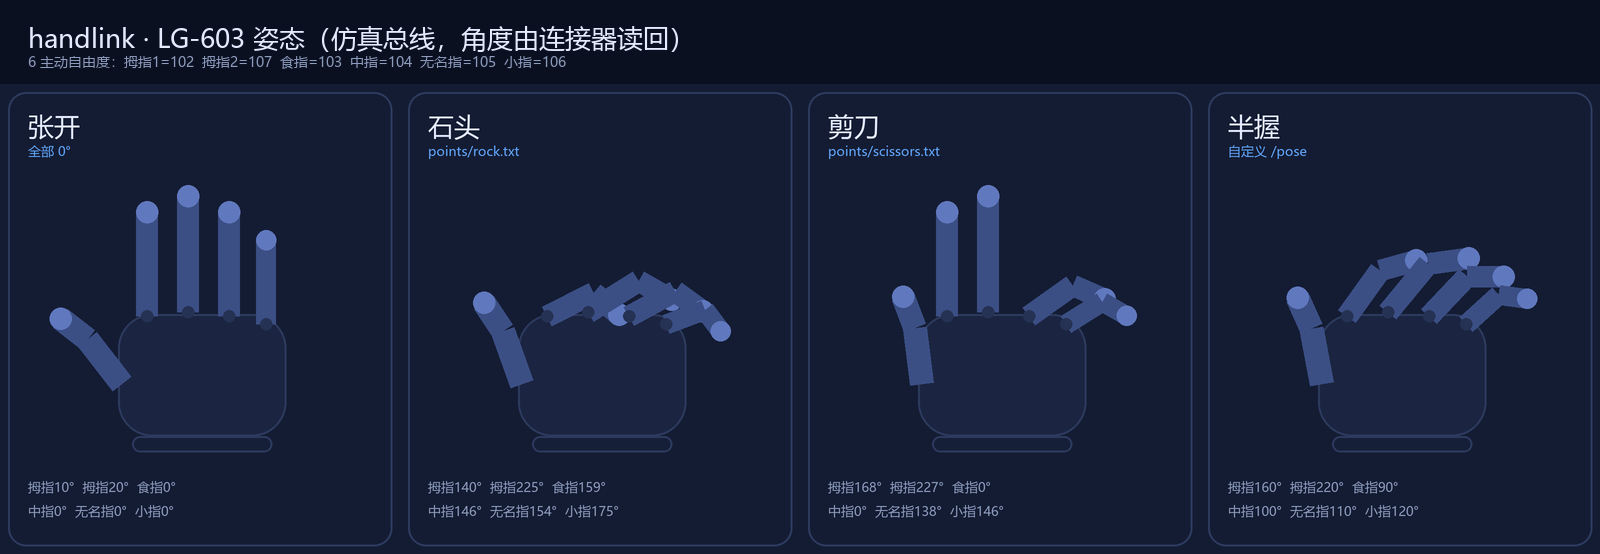 handlink · LG-603 姿态（仿真总线，角度由连接器读回）
6 主动自由度：拇指1=102 拇指2=107 食指=103 中指=104 无名指=105 小指=106
张开
全部 0°
拇指10° 拇指20° 食指0°
中指0° 无名指0° 小指0°
石头
points/rock.txt
拇指140° 拇指225° 食指159°
中指146° 无名指154° 小指175°
剪刀
points/scissors.txt
拇指168° 拇指227° 食指0°
中指0° 无名指138° 小指146°
半握
自定义 /pose
拇指160° 拇指220° 食指90°
中指100° 无名指110° 小指120°